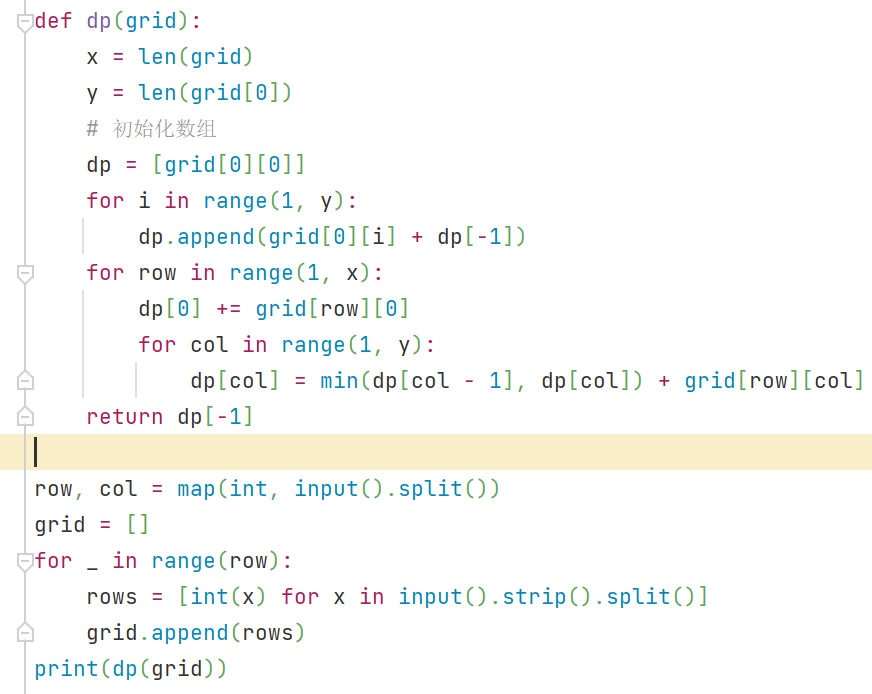 def dp(grid):
    x = len(grid)
    y = len(grid[0])
    # 初始化数组
    dp = [grid[0][0]]
    for i in range(1, y):
        dp.append(grid[0][i] + dp[-1])
    for row in range(1, x):
        dp[0] += grid[row][0]
        for col in range(1, y):
            dp[col] = min(dp[col - 1], dp[col]) + grid[row][col]
    return dp[-1]

row, col = map(int, input().split())
grid = []
for _ in range(row):
    rows = [int(x) for x in input().strip().split()]
    grid.append(rows)
print(dp(grid))